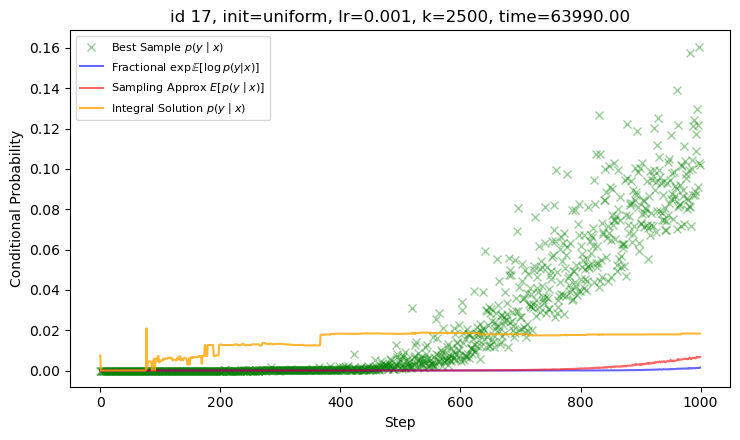 id 17, init=uniform, lr=0.001, k=2500, time=63990.00
Best Sample p(y | x)
Fractional exp𝔼[log p(y|x)]
Sampling Approx E[p(y | x)]
Integral Solution p(y | x)
Conditional Probability
0.16
0.14
0.12
0.10
0.08
0.06
0.04
0.02
0.00
0 200 400 600 800 1000
Step